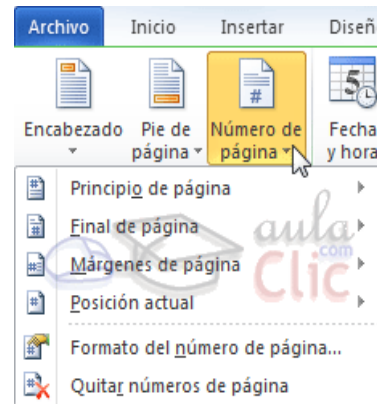 Archivo Inicio Insertar Diseñ
#
5
Encabezado Pie de página Número de página Fecha y hora
Principio de página
Final de página
Márgenes de página
Posición actual
Formato del número de página...
Quitar números de página
aula
.com
Clic